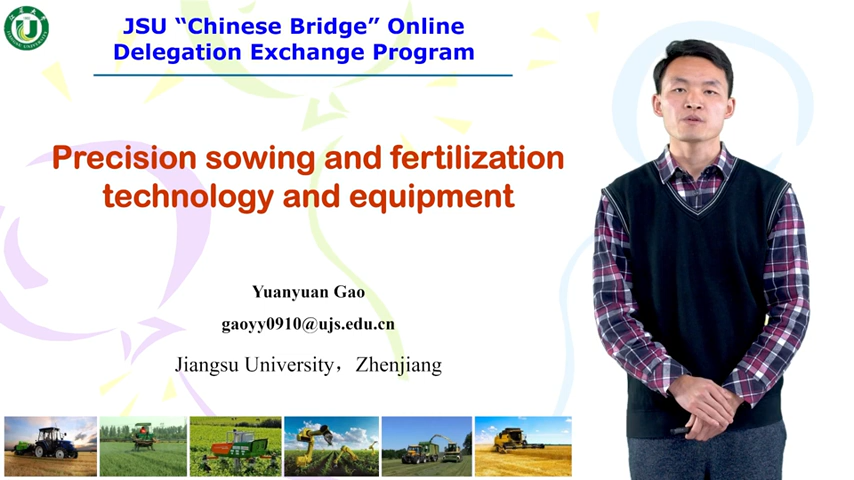 JSU “Chinese Bridge” Online
Delegation Exchange Program
Precision sowing and fertilization
technology and equipment
Yuanyuan Gao
gaoyy0910@ujs.edu.cn
Jiangsu University，Zhenjiang